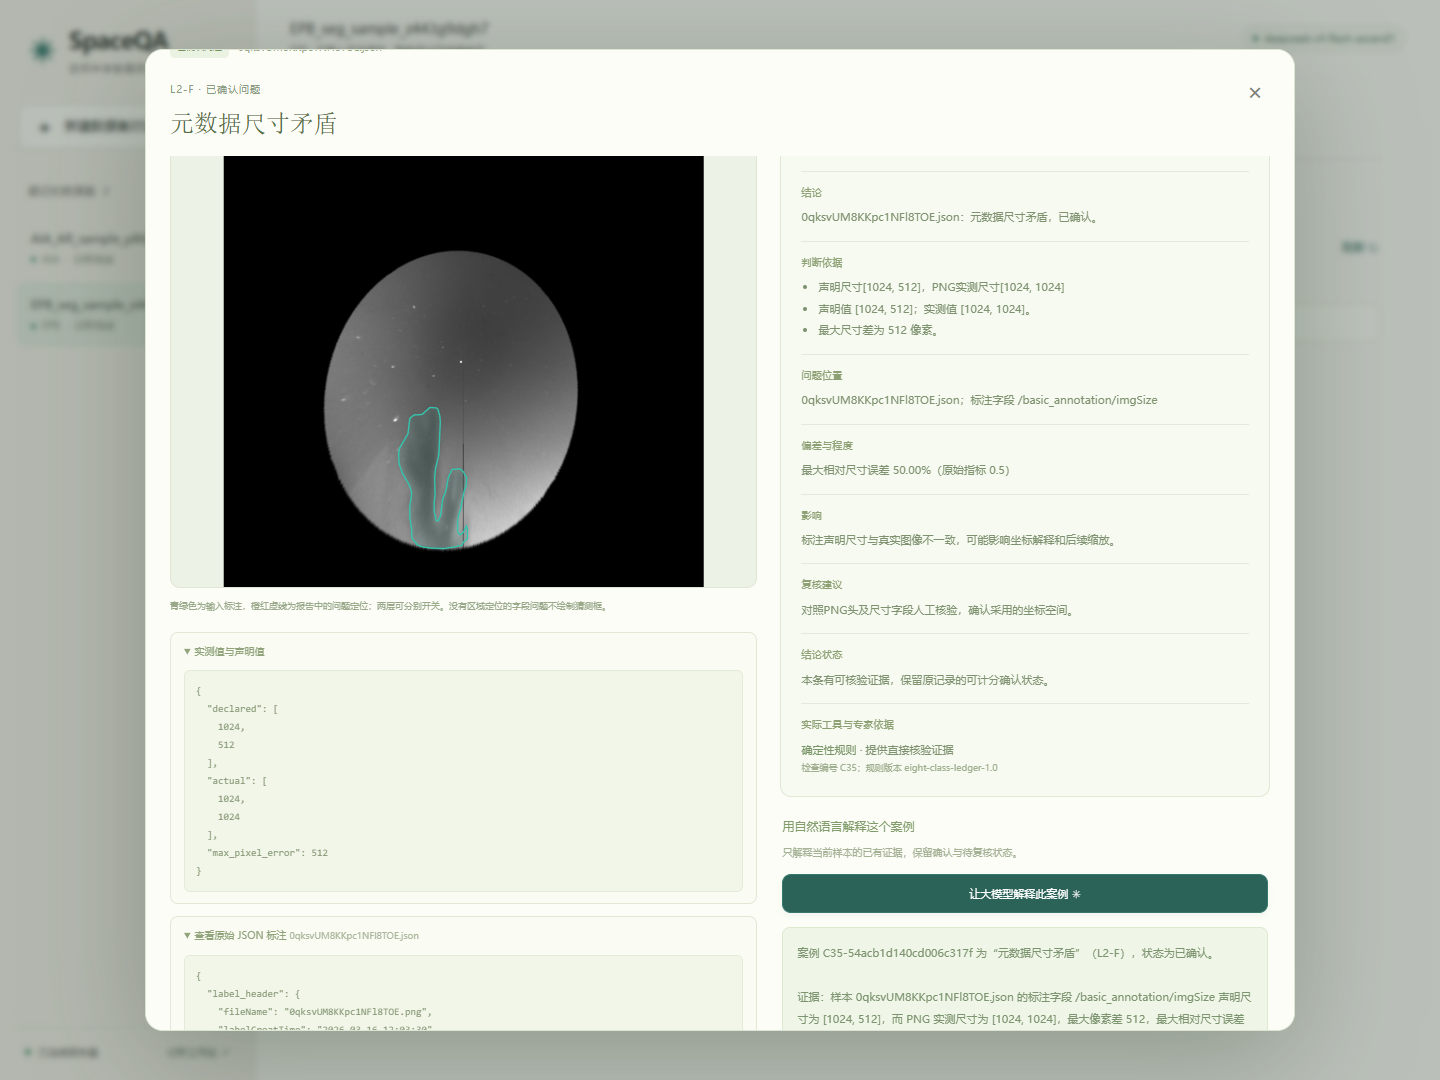 SpaceQA
EPB_seg_sample_z442g9dgh7
L2-F · 已确认问题
元数据尺寸矛盾
×
青绿色为输入标注，橙红虚线为报告中的问题定位；两层可分别开关。没有区域定位的字段问题不绘制猜测框。
▼ 实测值与声明值
{
"declared": [
1024,
512
],
"actual": [
1024,
1024
],
"max_pixel_error": 512
}
▼ 查看原始 JSON 标注 0qksvUM8KKpc1NFl8TOE.json
{
"label_header": {
"fileName": "0qksvUM8KKpc1NFl8TOE.png",
"labelCreatTime": "2026-03-16 12:03:30"
结论
0qksvUM8KKpc1NFl8TOE.json：元数据尺寸矛盾，已确认。
判断依据
• 声明尺寸[1024, 512]，PNG实测尺寸[1024, 1024]
• 声明值 [1024, 512]；实测值 [1024, 1024]。
• 最大尺寸差为 512 像素。
问题位置
0qksvUM8KKpc1NFl8TOE.json；标注字段 /basic_annotation/imgSize
偏差与程度
最大相对尺寸误差 50.00%（原始指标 0.5）
影响
标注声明尺寸与真实图像不一致，可能影响坐标解释和后续缩放。
复核建议
对照PNG头及尺寸字段人工核验，确认采用的坐标空间。
结论状态
本条有可核验证据，保留原记录的可计分确认状态。
实际工具与专家依据
确定性规则 · 提供直接核验证据
检查编号 C35；规则版本 eight-class-ledger-1.0
用自然语言解释这个案例
只解释当前样本的已有证据，保留确认与待复核状态。
让大模型解释此案例 ✳
案例 C35-54acb1d140cd006c317f 为“元数据尺寸矛盾”（L2-F），状态为已确认。
证据：样本 0qksvUM8KKpc1NFl8TOE.json 的标注字段 /basic_annotation/imgSize 声明尺
寸为 [1024, 512]，而 PNG 实测尺寸为 [1024, 1024]，最大像素差 512，最大相对尺寸误差